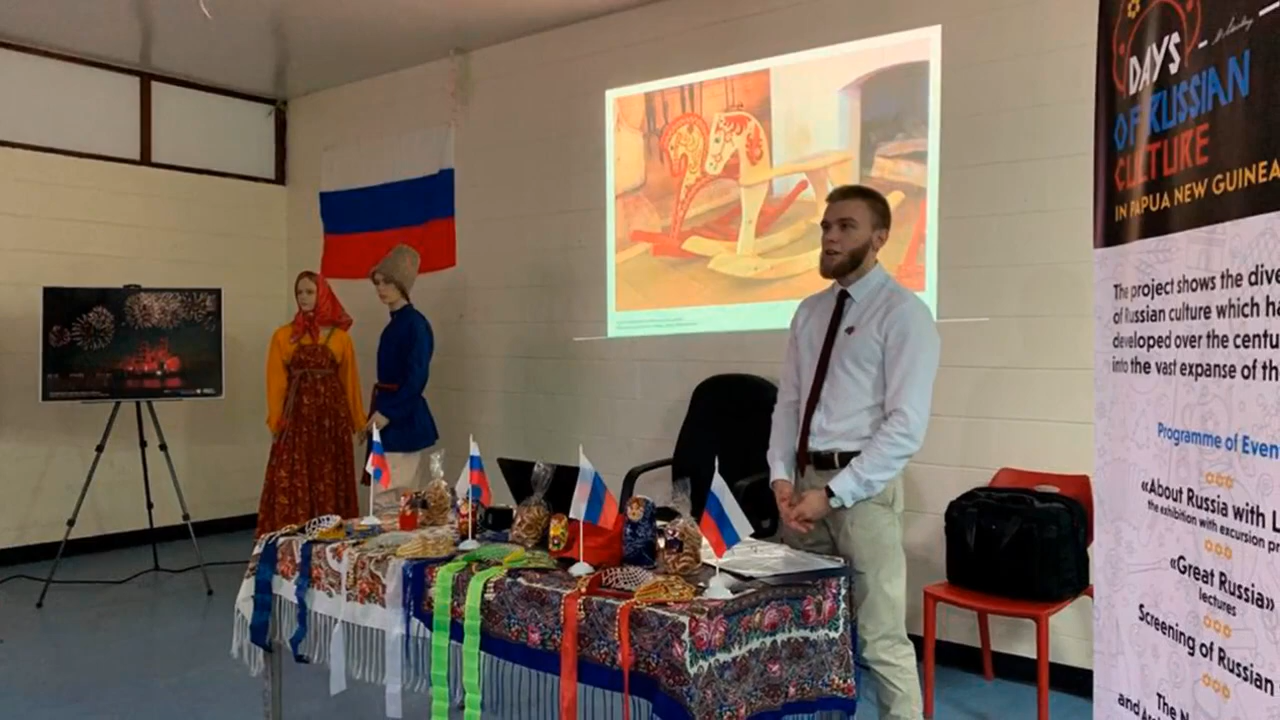 DAYS
OF RUSSIAN
CULTURE
IN PAPUA NEW GUINEA
The project shows the dive
of Russian culture which ha
developed over the centu
into the vast expanse of th
Programme of Even
«About Russia with L
the exhibition with excursion pr
«Great Russia»
lectures
Screening of Russian
The N
and A